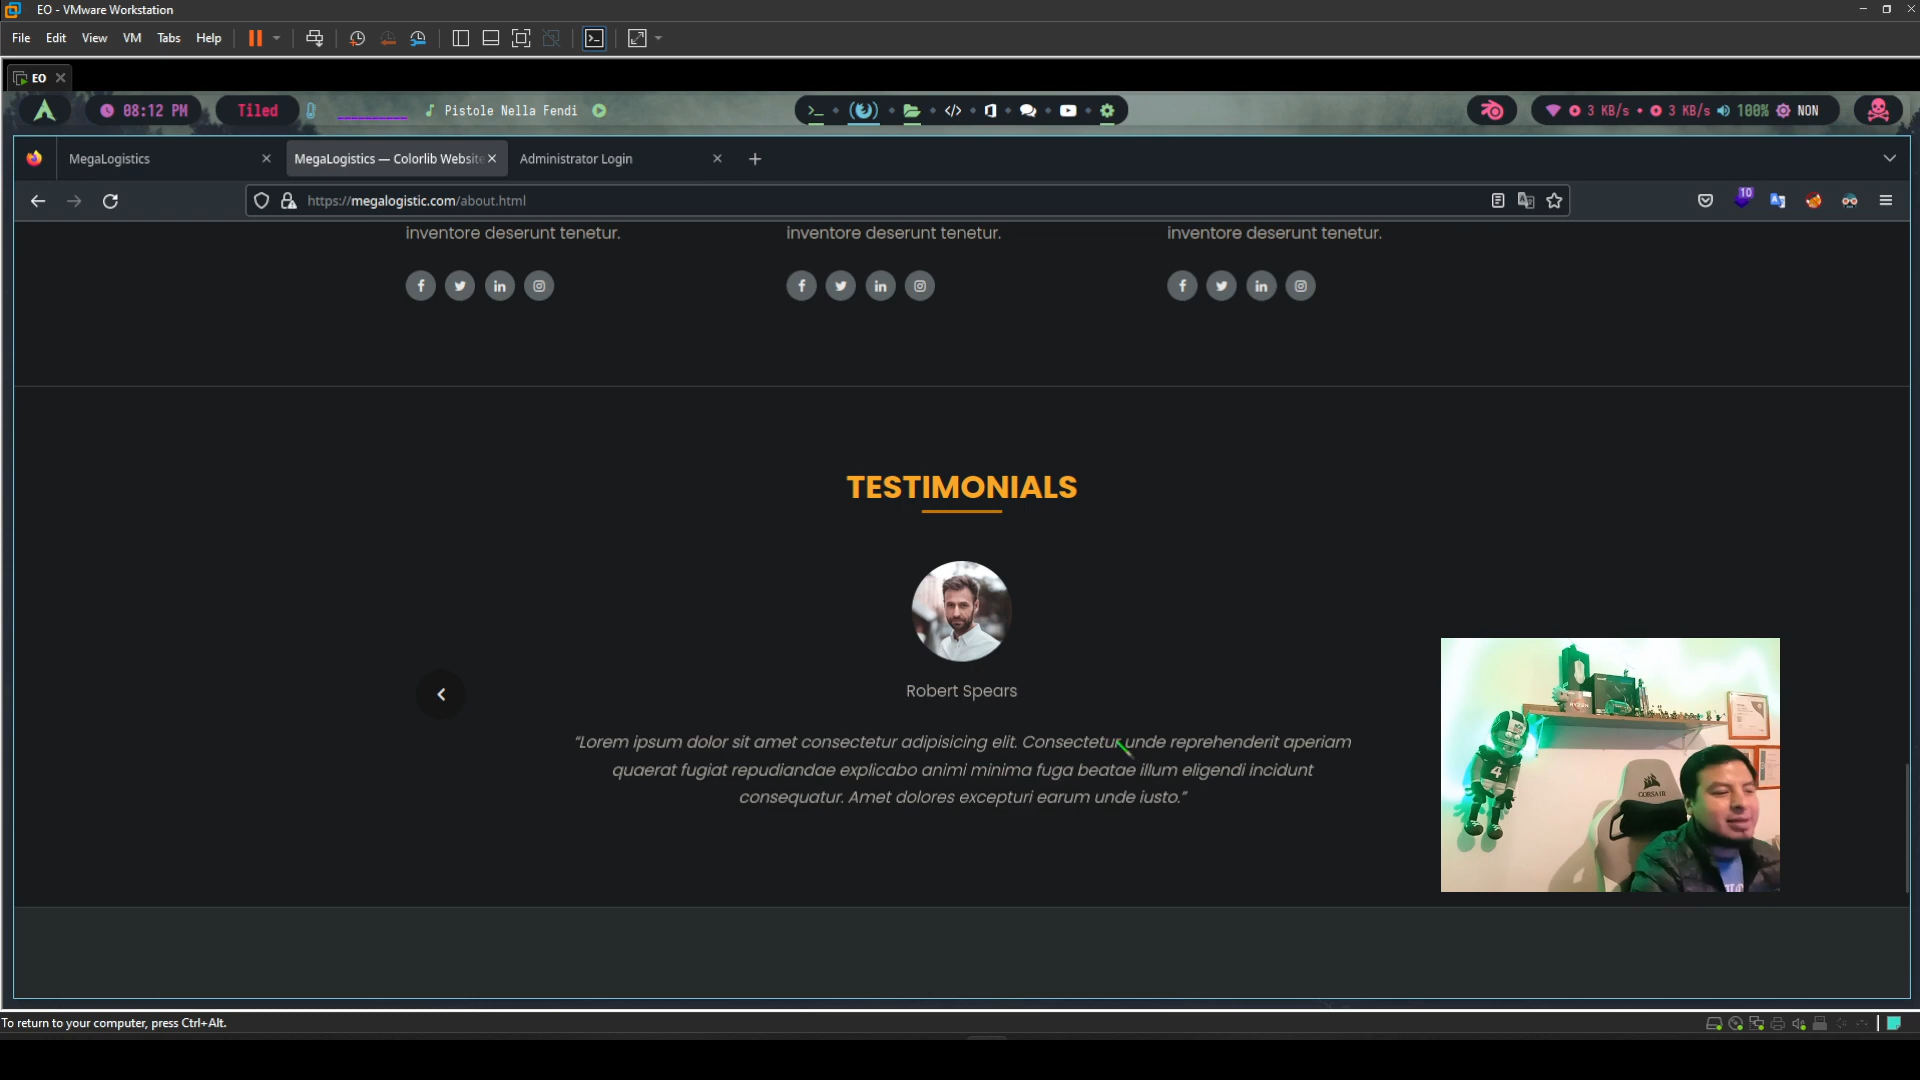 EO - VMware Workstation
File Edit View VM Tabs Help
EO
08:12 PM Tiled Pistole Nella Fendi 3 KB/s 3 KB/s 100% NON
MegaLogistics MegaLogistics — Colorlib Website Administrator Login
10
https://megalogistic.com/about.html
inventore deserunt tenetur. inventore deserunt tenetur. inventore deserunt tenetur.
TESTIMONIALS
Robert Spears
“Lorem ipsum dolor sit amet consectetur adipisicing elit. Consectetur unde reprehenderit aperiam
quaerat fugiat repudiandae explicabo animi minima fuga beatae illum eligendi incidunt
consequatur. Amet dolores excepturi earum unde iusto.”
RYZEN
4
CORSAIR
To return to your computer, press Ctrl+Alt.